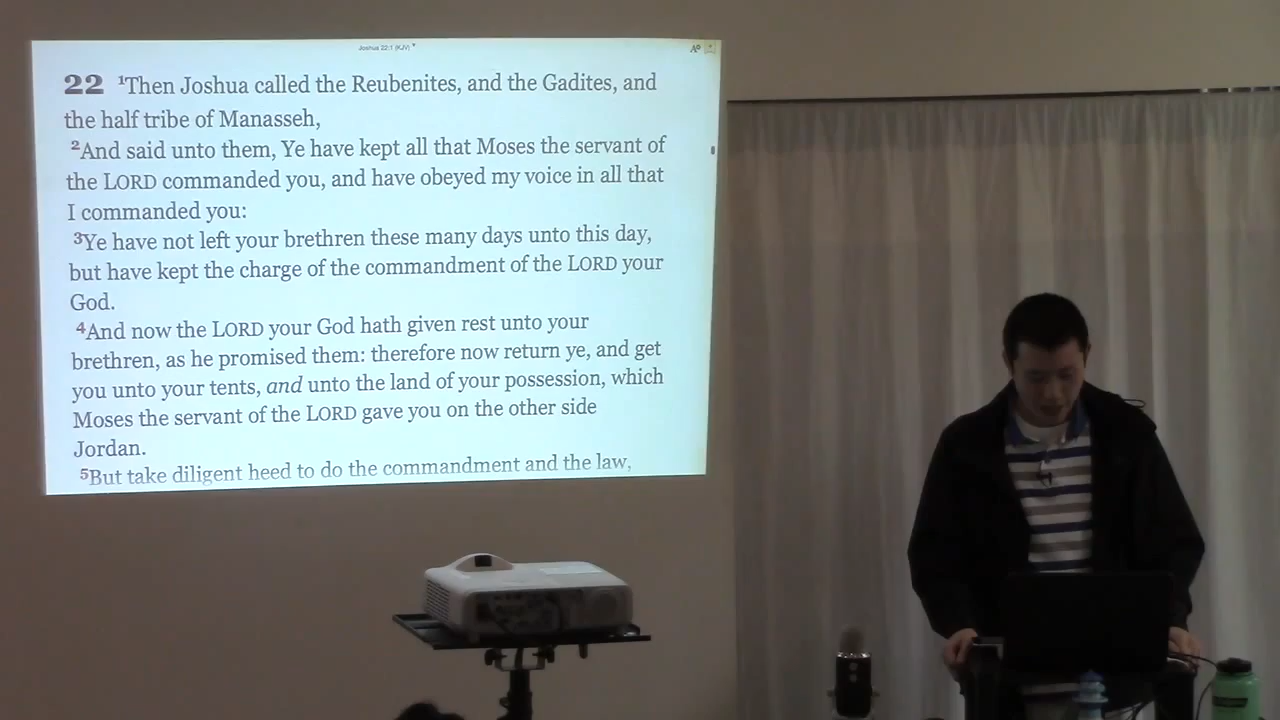 Joshua 22:1 (KJV)
22 ¹Then Joshua called the Reubenites, and the Gadites, and
the half tribe of Manasseh,
²And said unto them, Ye have kept all that Moses the servant of
the LORD commanded you, and have obeyed my voice in all that
I commanded you:
³Ye have not left your brethren these many days unto this day,
but have kept the charge of the commandment of the LORD your
God.
⁴And now the LORD your God hath given rest unto your
brethren, as he promised them: therefore now return ye, and get
you unto your tents, and unto the land of your possession, which
Moses the servant of the LORD gave you on the other side
Jordan.
⁵But take diligent heed to do the commandment and the law,